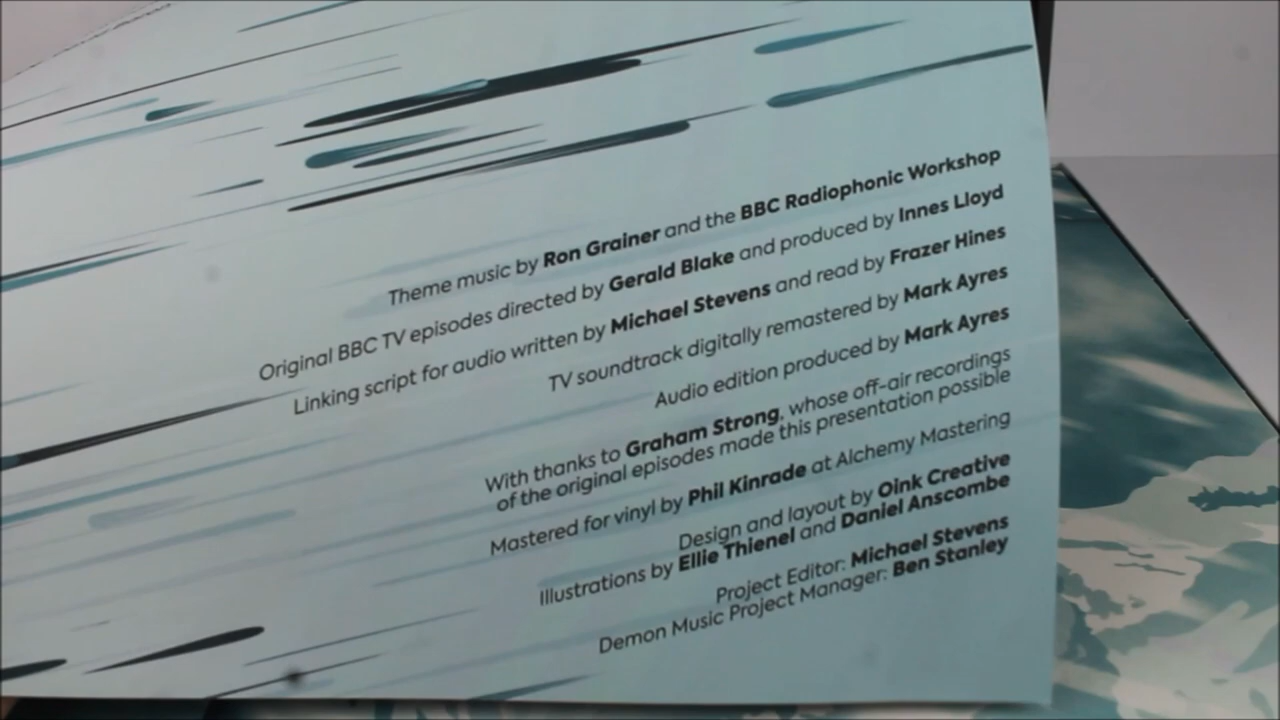 Theme music by Ron Grainer and the BBC Radiophonic Workshop
Original BBC TV episodes directed by Gerald Blake and produced by Innes Lloyd
Linking script for audio written by Michael Stevens and read by Frazer Hines
TV soundtrack digitally remastered by Mark Ayres
Audio edition produced by Mark Ayres
With thanks to Graham Strong, whose off-air recordings
of the original episodes made this presentation possible
Mastered for vinyl by Phil Kinrade at Alchemy Mastering
Design and layout by Oink Creative
Illustrations by Ellie Thienel and Daniel Anscombe
Project Editor: Michael Stevens
Demon Music Project Manager: Ben Stanley